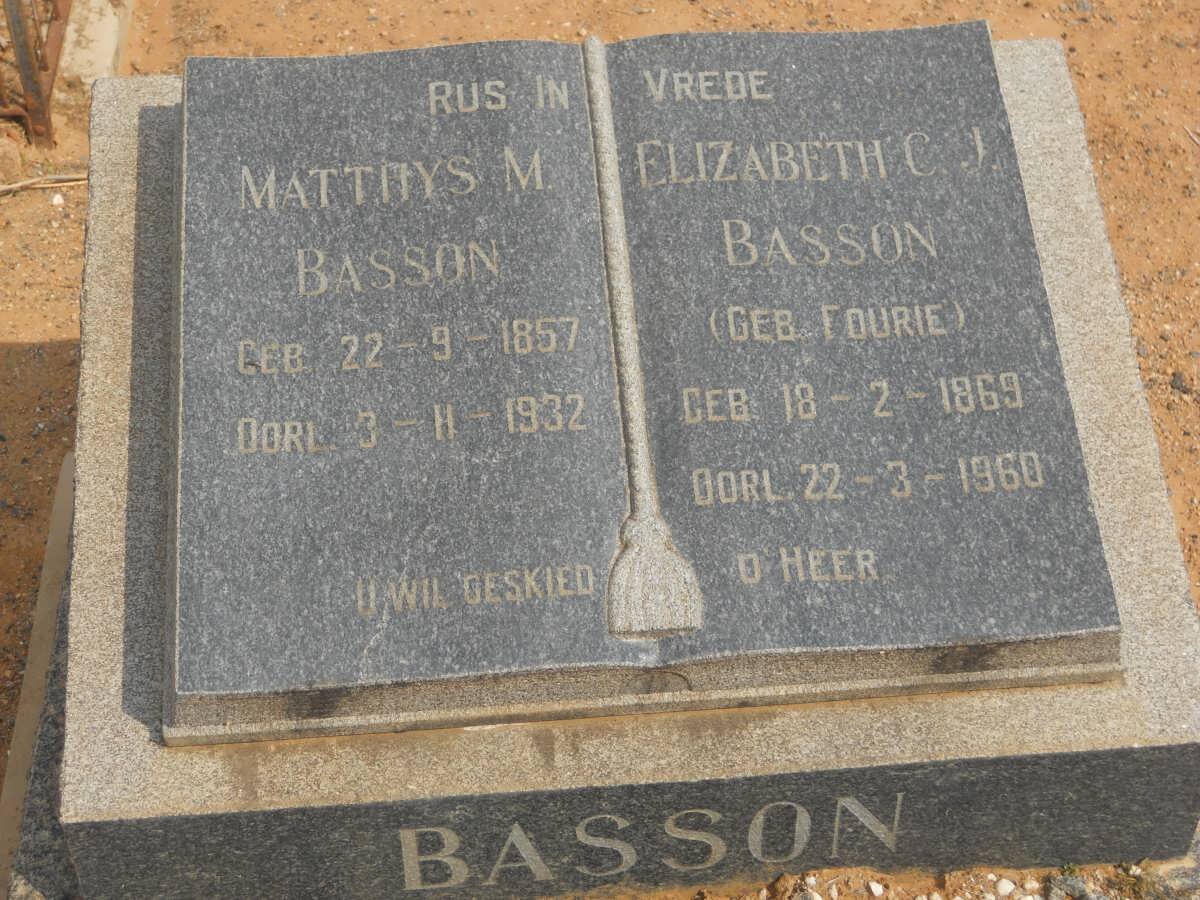 RUS IN VREDE
MATTHYS M.
BASSON
GEB. 22-9-1857
OORL. 3-11-1932
ELIZABETH C. J.
BASSON
(GEB. FOURIE)
GEB. 18-2-1869
OORL. 22-3-1960
U WIL GESKIED O' HEER.
BASSON